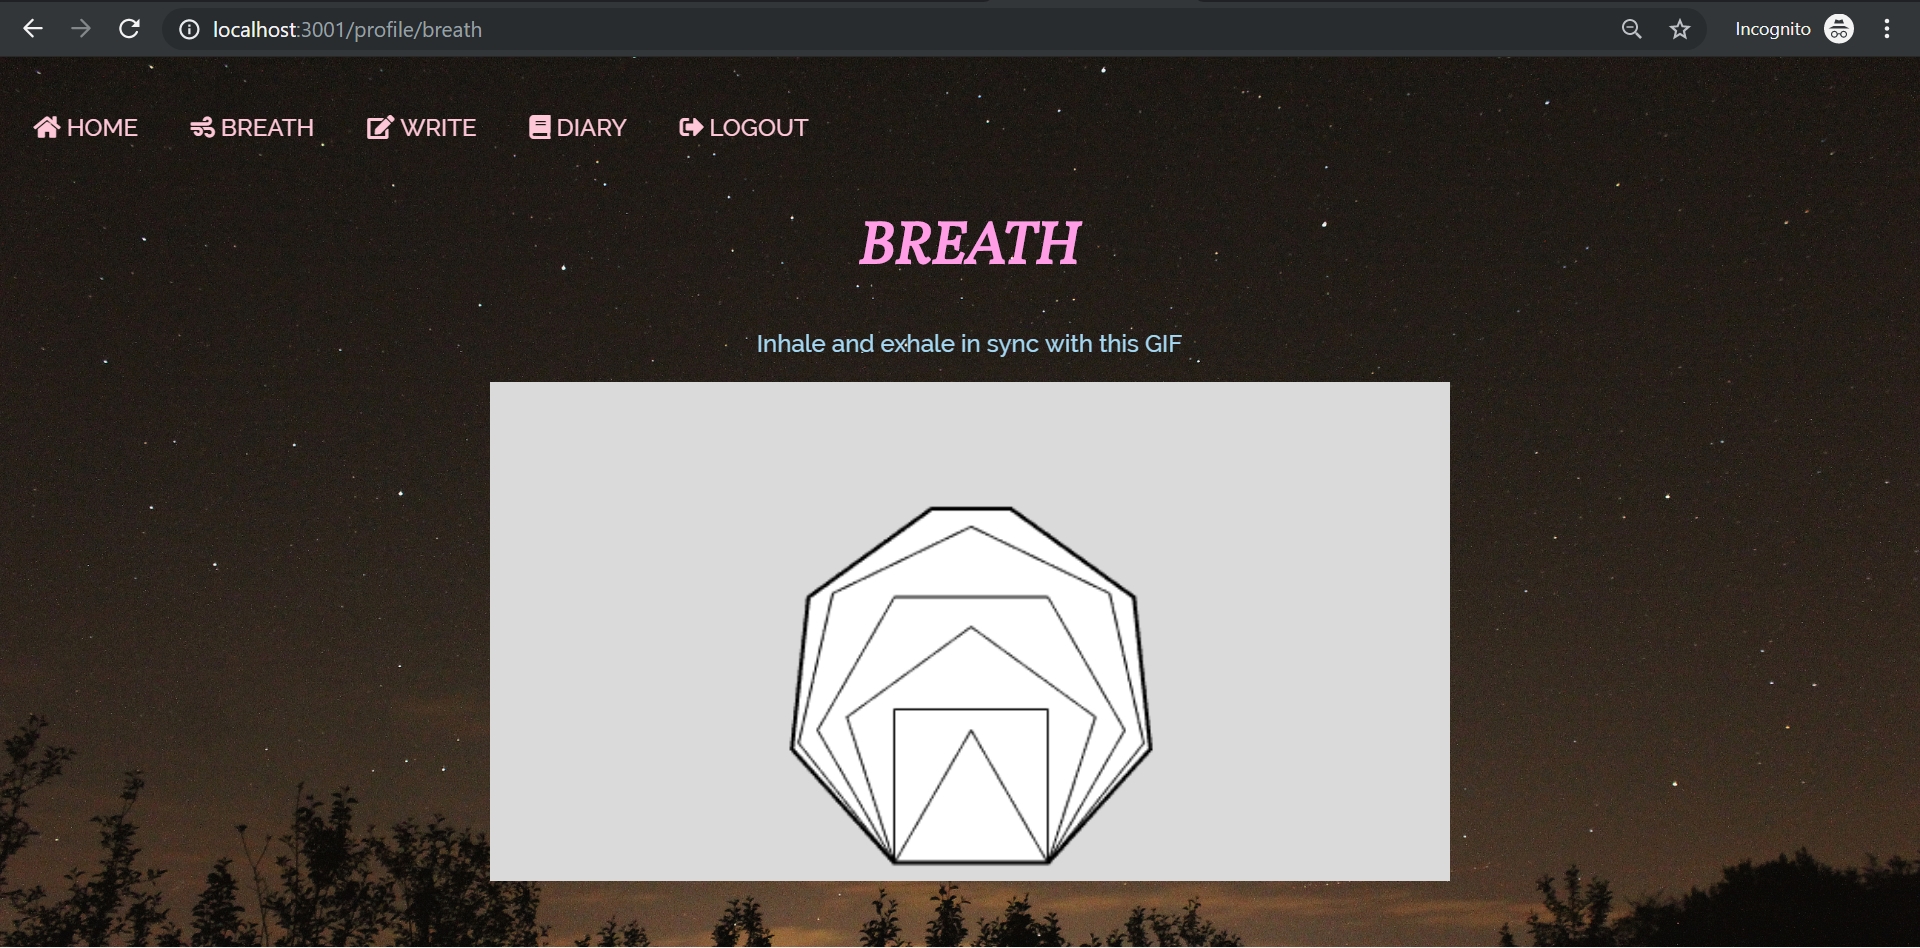 localhost:3001/profile/breath
Incognito
HOME BREATH WRITE DIARY LOGOUT
BREATH
Inhale and exhale in sync with this GIF